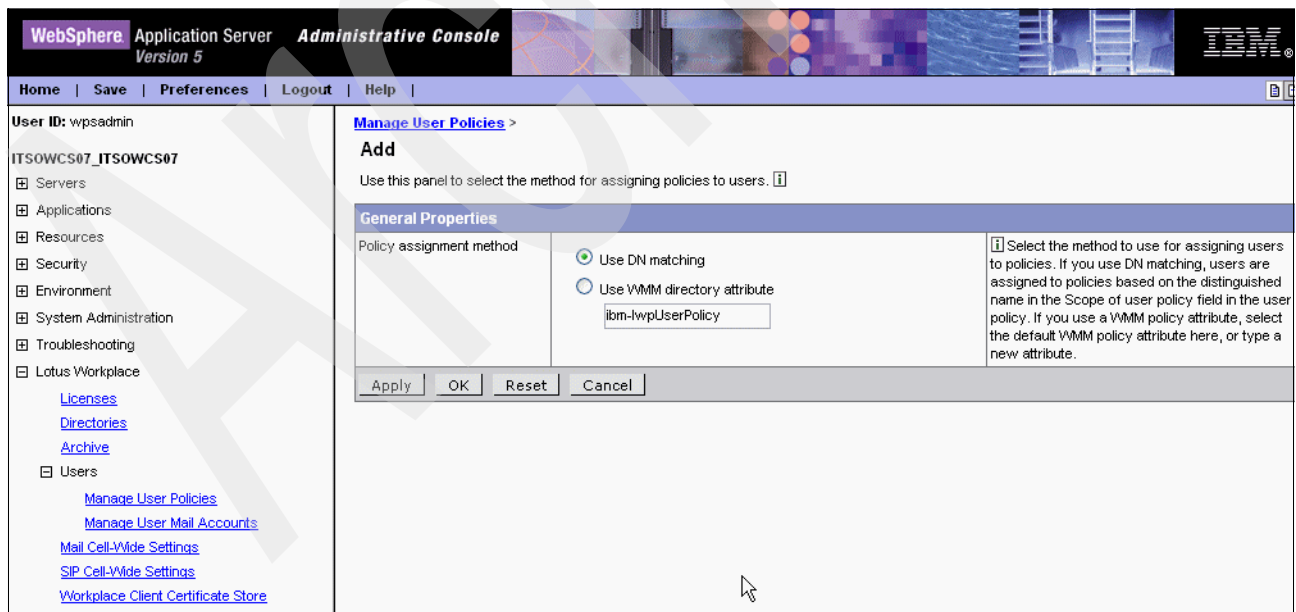 WebSphere. Application Server Administrative Console
Version 5
IBM®
Home | Save | Preferences | Logout | Help |
User ID: wpsadmin
ITSOWCS07_ITSOWCS07
Servers
Applications
Resources
Security
Environment
System Administration
Troubleshooting
Lotus Workplace
Licenses
Directories
Archive
Users
Manage User Policies
Manage User Mail Accounts
Mail Cell-Wide Settings
SIP Cell-Wide Settings
Workplace Client Certificate Store
Manage User Policies >
Add
Use this panel to select the method for assigning policies to users. i
General Properties
Policy assignment method
Use DN matching
Use WMM directory attribute
ibm-lwpUserPolicy
i Select the method to use for assigning users
to policies. If you use DN matching, users are
assigned to policies based on the distinguished
name in the Scope of user policy field in the user
policy. If you use a WMM policy attribute, select
the default WMM policy attribute here, or type a
new attribute.
Apply OK Reset Cancel